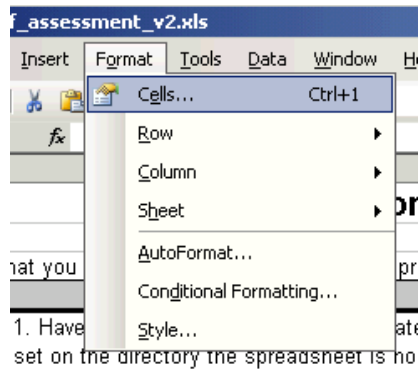 f_assessment_v2.xls
Insert Format Tools Data Window
fx
Cells... Ctrl+1
Row
Column
Sheet
AutoFormat...
Conditional Formatting...
Style...
hat you
1. Have
set on the directory the spreadsheet is